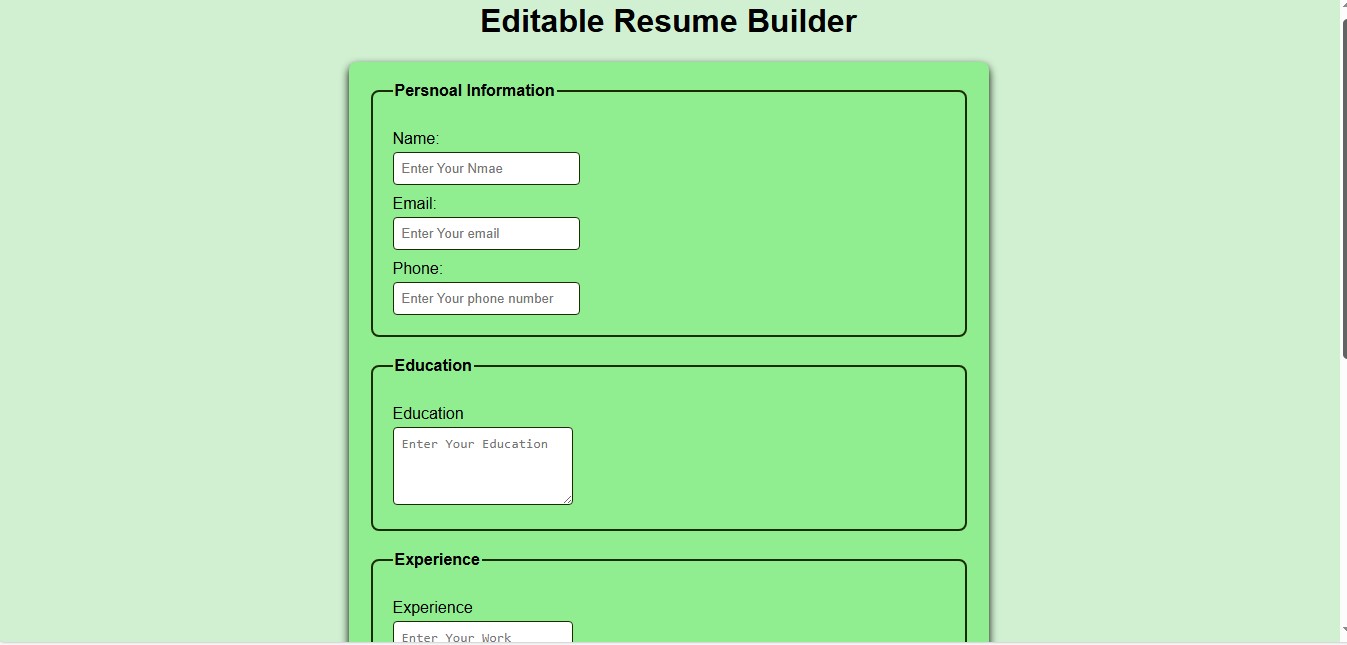 Editable Resume Builder
Persnoal Information
Name:
Enter Your Nmae
Email:
Enter Your email
Phone:
Enter Your phone number
Education
Education
Enter Your Education
Experience
Experience
Enter Your Work